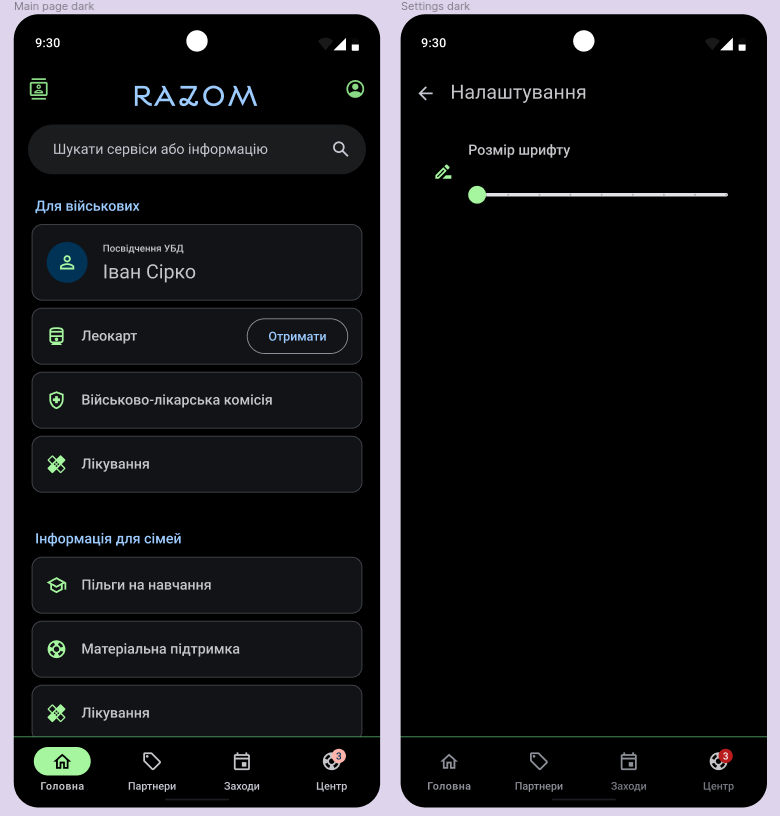 Main page dark
9:30
RAZOM
Шукати сервіси або інформацію
Для військових
Посвідчення УБД
Іван Сірко
Леокарт
Отримати
Військово-лікарська комісія
Лікування
Інформація для сімей
Пільги на навчання
Матеріальна підтримка
Лікування
3
Головна
Партнери
Заходи
Центр
Settings dark
9:30
Налаштування
Розмір шрифту
3
Головна
Партнери
Заходи
Центр